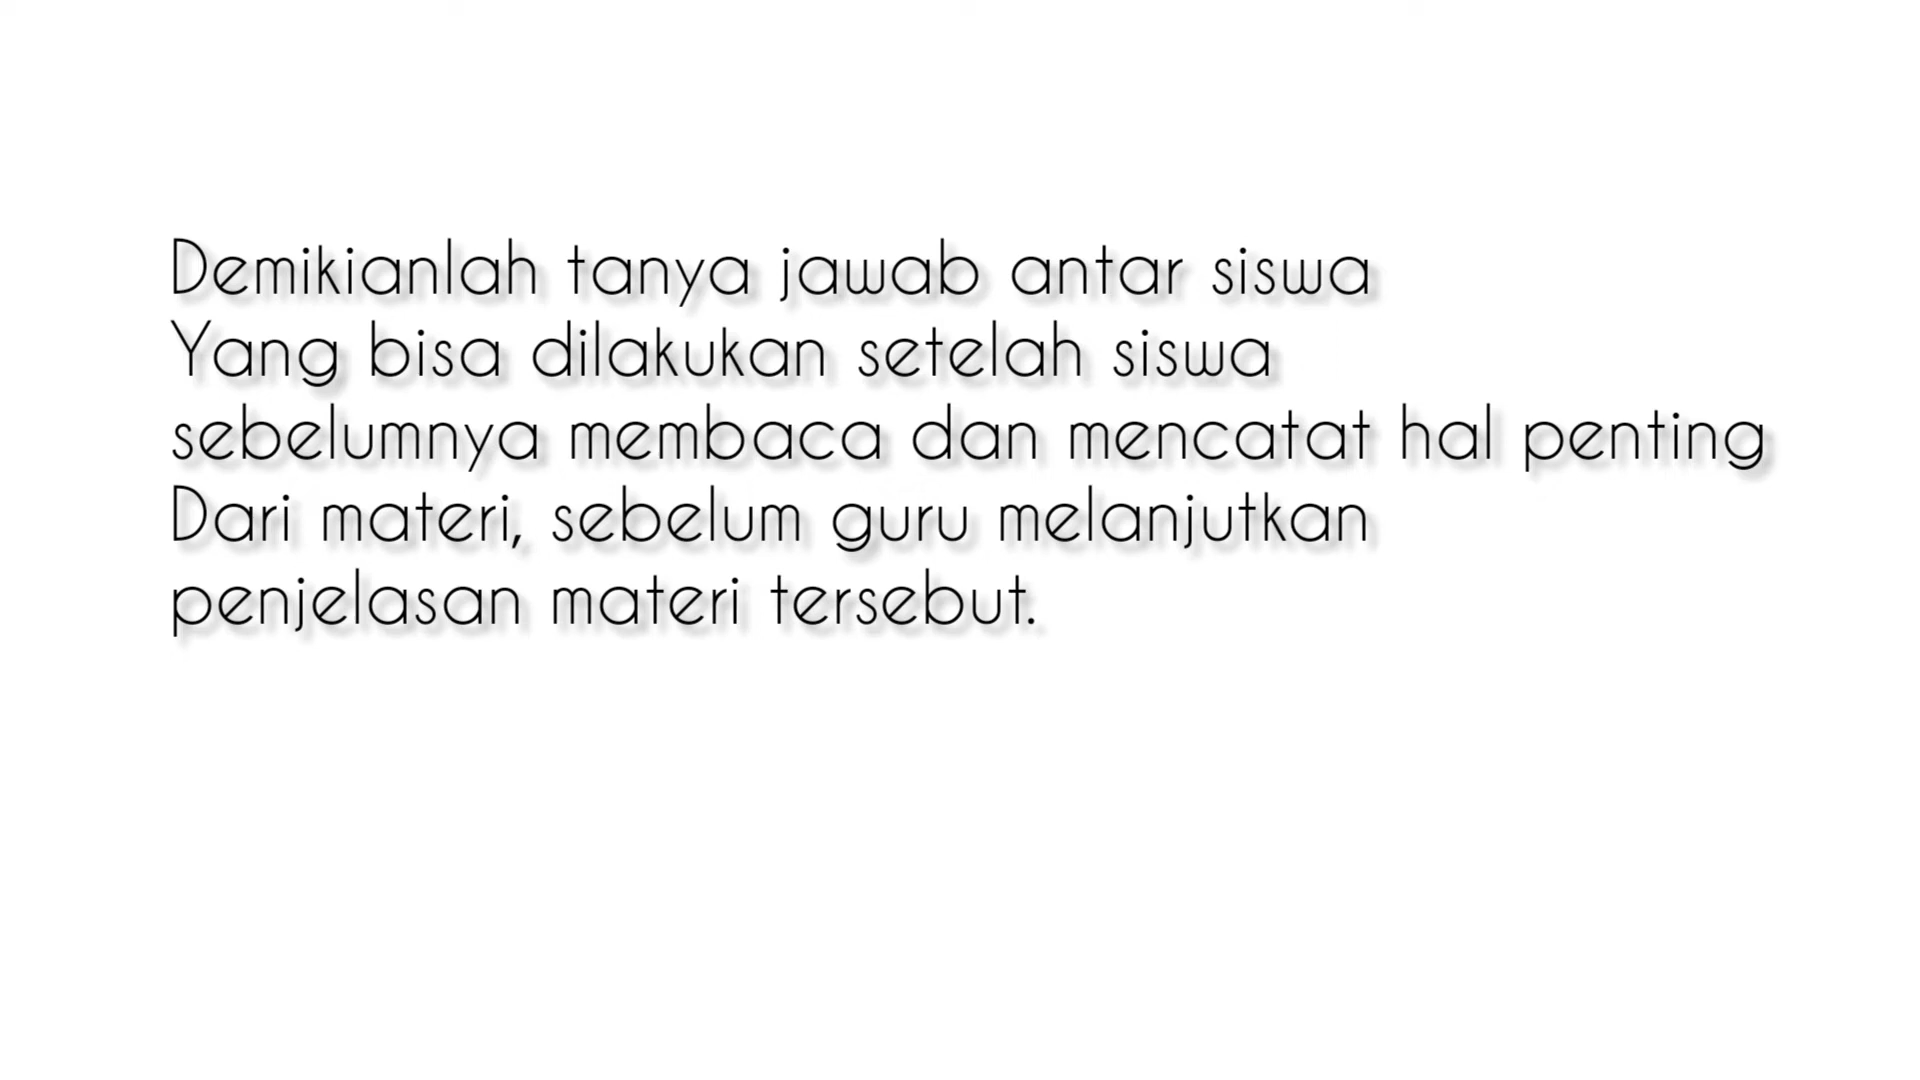 Demikianlah tanya jawab antar siswa
Yang bisa dilakukan setelah siswa
sebelumnya membaca dan mencatat hal penting
Dari materi, sebelum guru melanjutkan
penjelasan materi tersebut.